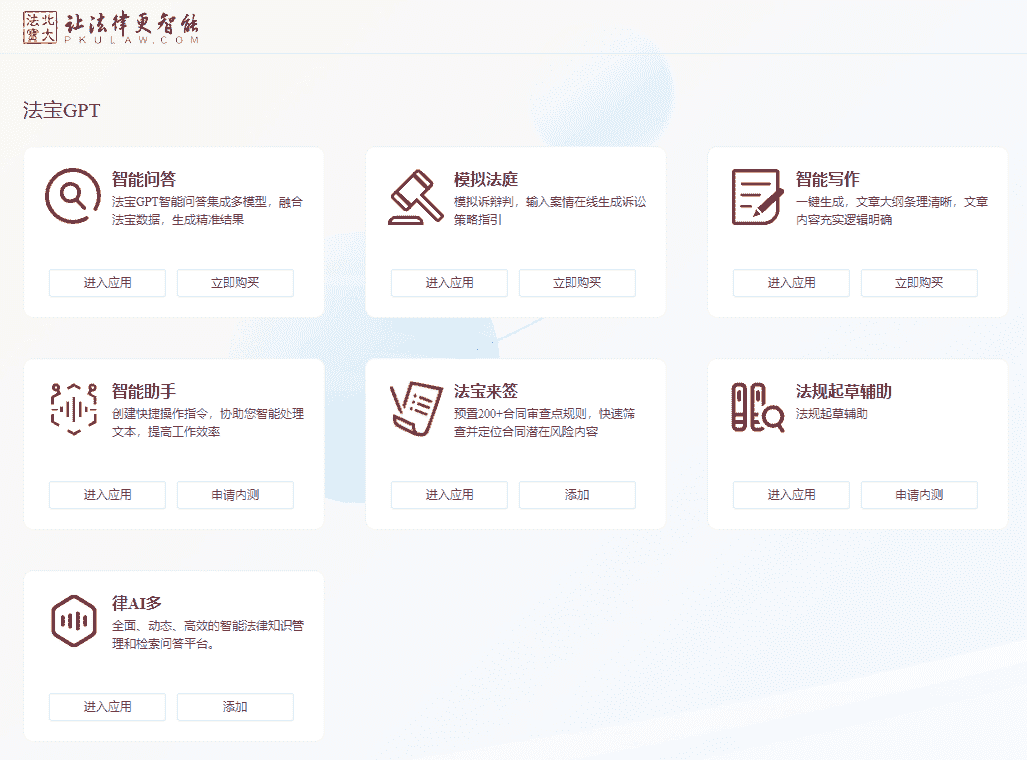 北大法寶
让法律更智能
PKULAW.COM
法宝GPT
智能问答
法宝GPT智能问答集成多模型，融合
法宝数据，生成精准结果
进入应用
立即购买
模拟法庭
模拟诉辩判，输入案情在线生成诉讼
策略指引
进入应用
立即购买
智能写作
一键生成，文章大纲条理清晰，文章
内容充实逻辑明确
进入应用
立即购买
智能助手
创建快捷操作指令，协助您智能处理
文本，提高工作效率
进入应用
申请内测
法宝来签
预置200+合同审查点规则，快速筛
查并定位合同潜在风险内容
进入应用
添加
法规起草辅助
法规起草辅助
进入应用
申请内测
律AI多
全面、动态、高效的智能法律知识管
理和检索问答平台。
进入应用
添加